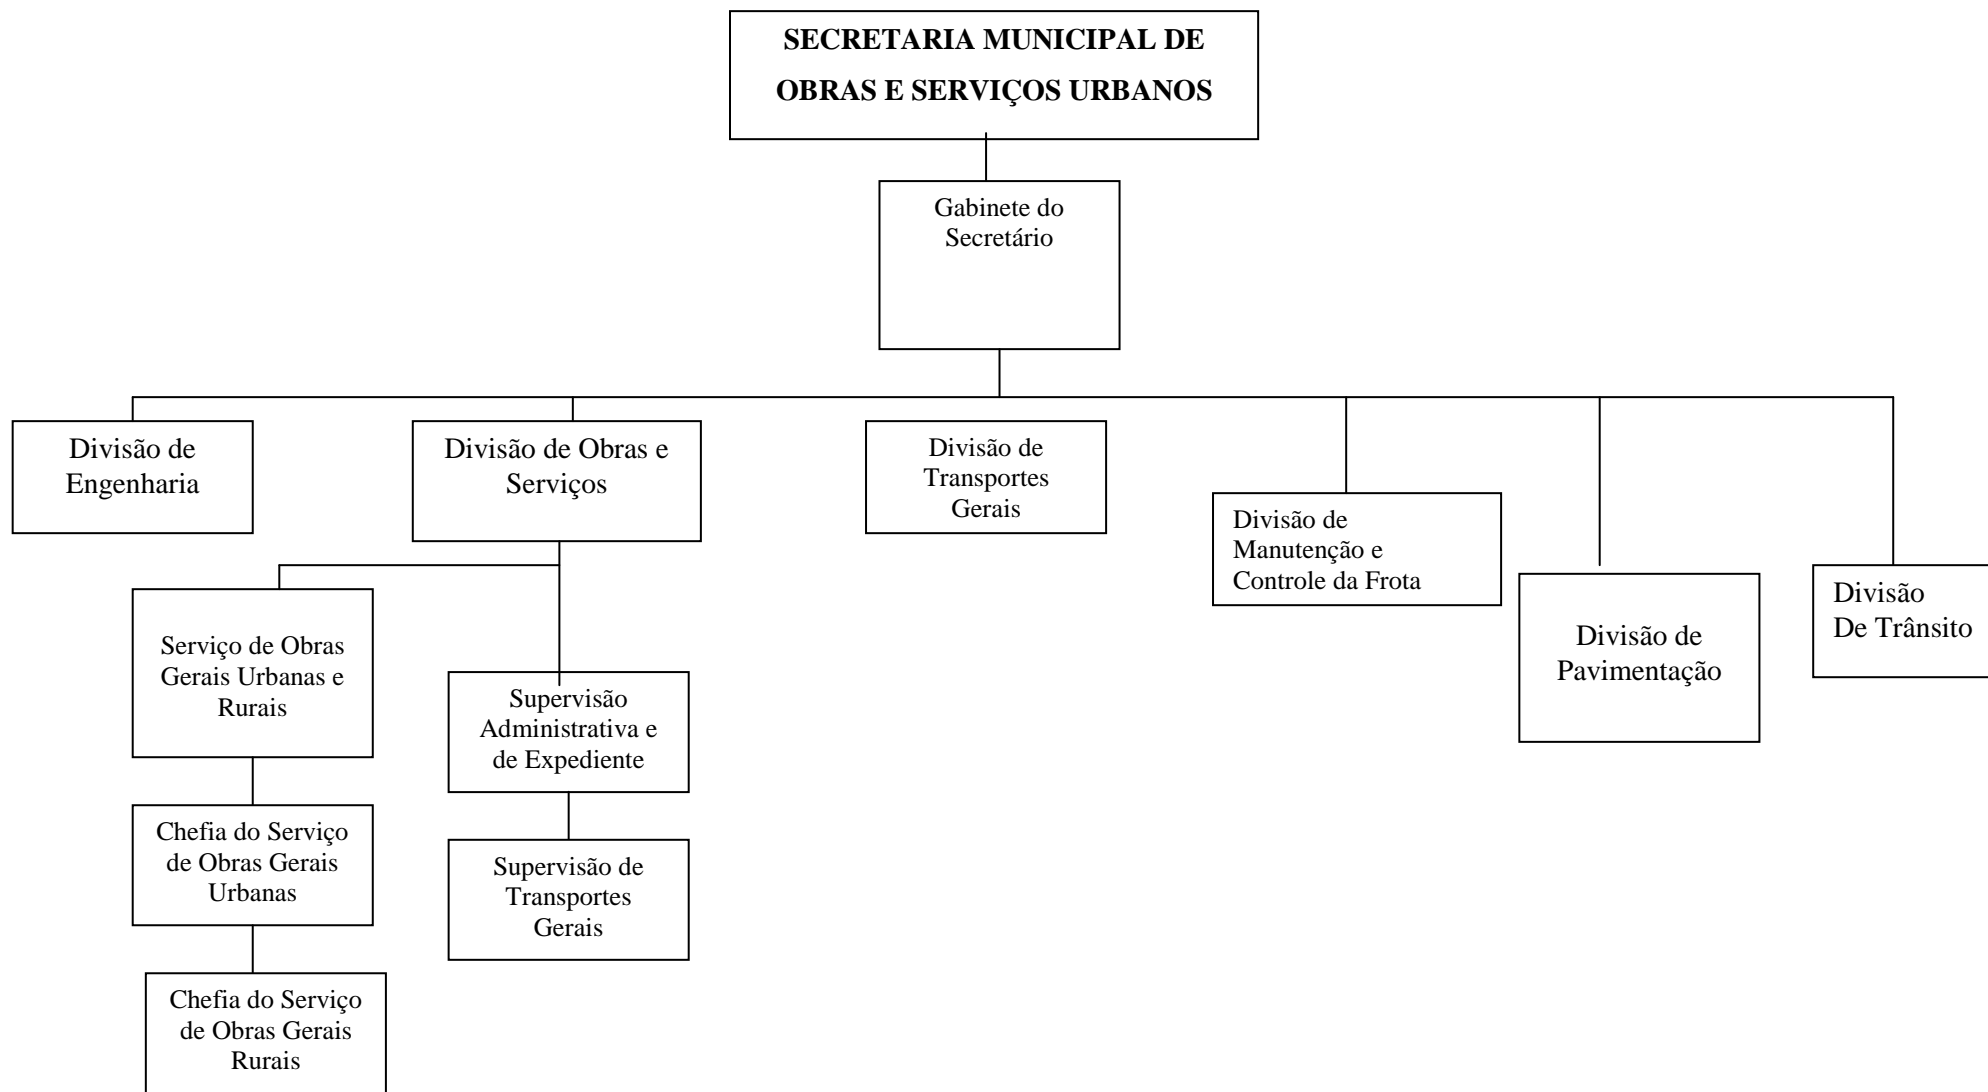 SECRETARIA MUNICIPAL DE
OBRAS E SERVIÇOS URBANOS
Gabinete do
Secretário
Divisão de
Engenharia
Divisão de Obras e
Serviços
Divisão de
Transportes
Gerais
Divisão de
Manutenção e
Controle da Frota
Divisão de
Pavimentação
Divisão
De Trânsito
Serviço de Obras
Gerais Urbanas e
Rurais
Supervisão
Administrativa e
de Expediente
Chefia do Serviço
de Obras Gerais
Urbanas
Supervisão de
Transportes
Gerais
Chefia do Serviço
de Obras Gerais
Rurais